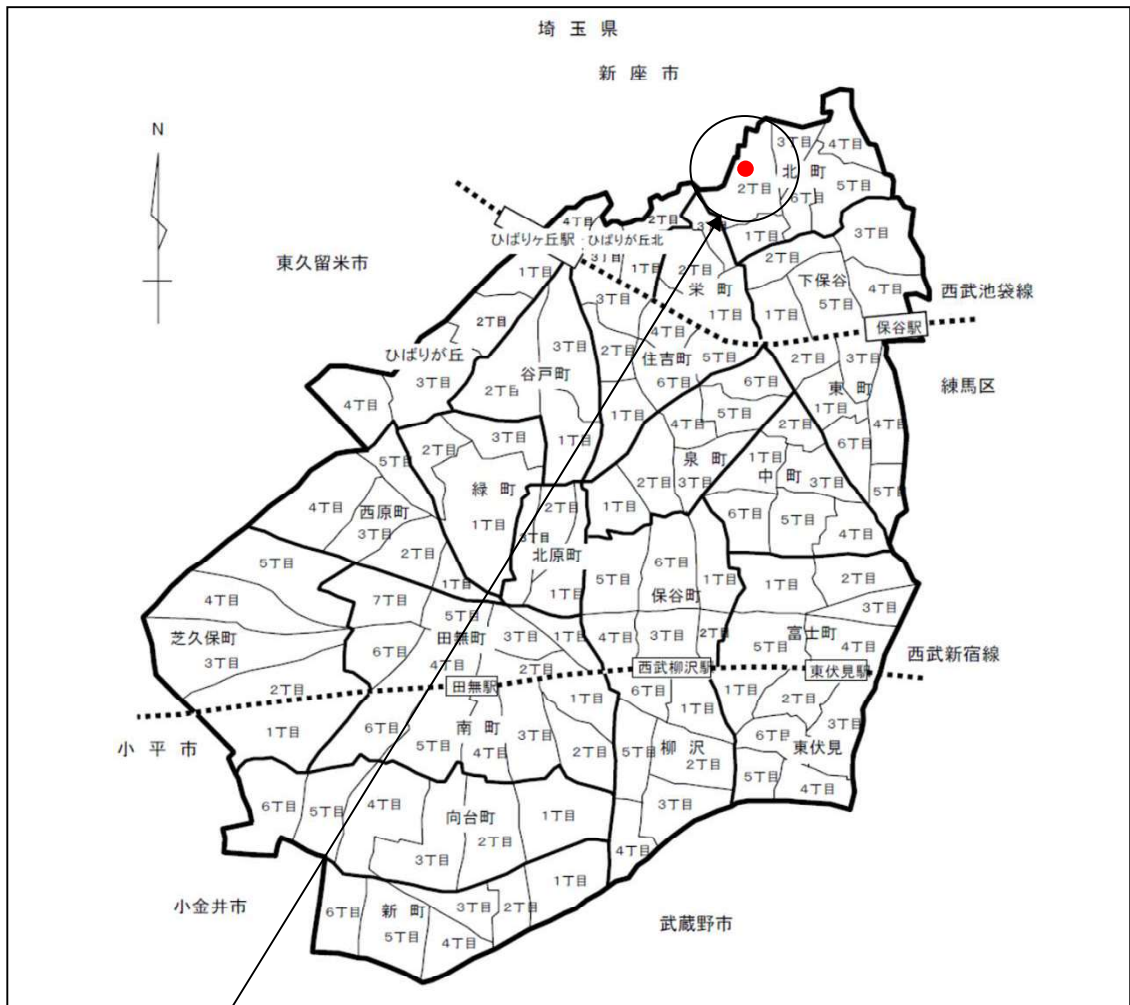 埼玉県
新座市
N
3丁目
4丁目
北町
2丁目
5丁目
6丁目
1丁目
東久留米市
4丁目
ひばりヶ丘駅
ひばりが丘北
2丁目
3丁目
1丁目
3丁目
2丁目
栄町
1丁目
2丁目
3丁目
下保谷
4丁目
1丁目
5丁目
西武池袋線
保谷駅
1丁目
2丁目
ひばりが丘
3丁目
4丁目
3丁目
谷戸町
2丁目
1丁目
3丁目
2丁目
4丁目
住吉町
5丁目
6丁目
1丁目
2丁目
3丁目
東町
1丁目
4丁目
6丁目
5丁目
練馬区
6丁目
5丁目
4丁目
泉町
2丁目
3丁目
1丁目
2丁目
1丁目
中町
3丁目
6丁目
5丁目
4丁目
5丁目
4丁目
西原町
3丁目
2丁目
1丁目
2丁目
3丁目
緑町
1丁目
2丁目
3丁目
北原町
1丁目
6丁目
5丁目
1丁目
保谷町
4丁目
3丁目
2丁目
1丁目
2丁目
3丁目
富士町
5丁目
4丁目
西武新宿線
5丁目
4丁目
芝久保町
3丁目
2丁目
1丁目
7丁目
5丁目
田無町
3丁目
1丁目
6丁目
4丁目
2丁目
田無駅
西武柳沢駅
東伏見駅
小平市
6丁目
南町
5丁目
4丁目
3丁目
1丁目
2丁目
6丁目
1丁目
5丁目
柳沢
2丁目
3丁目
4丁目
1丁目
2丁目
3丁目
6丁目
東伏見
5丁目
4丁目
6丁目
5丁目
4丁目
向台町
1丁目
2丁目
3丁目
小金井市
1丁目
3丁目
2丁目
6丁目
新町
5丁目
4丁目
武蔵野市